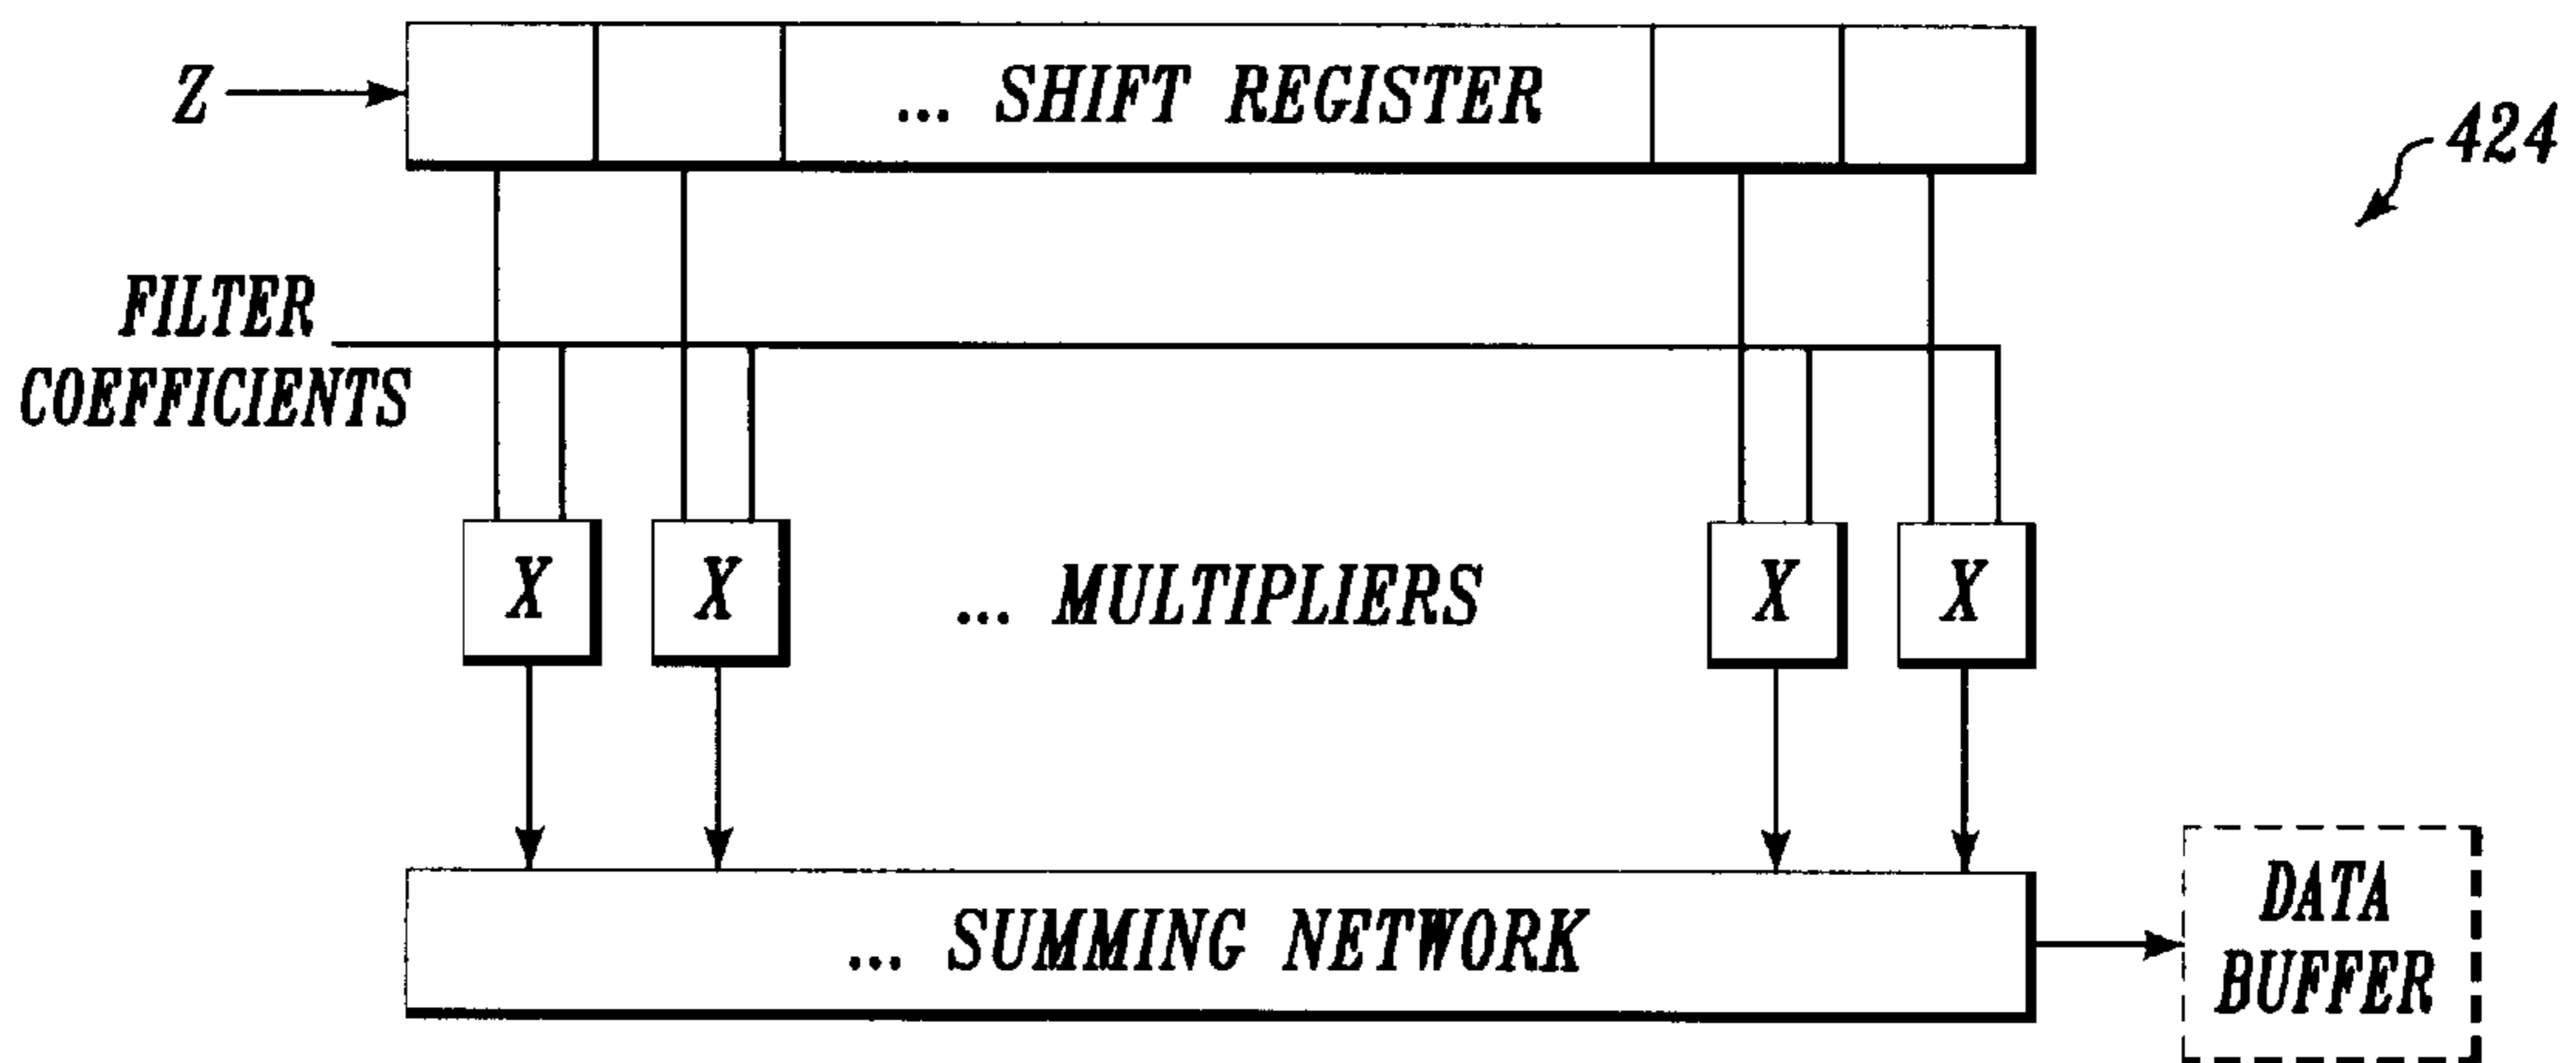 Z
... SHIFT REGISTER
424
FILTER
COEFFICIENTS
X X ... MULTIPLIERS X X
... SUMMING NETWORK
DATA
BUFFER